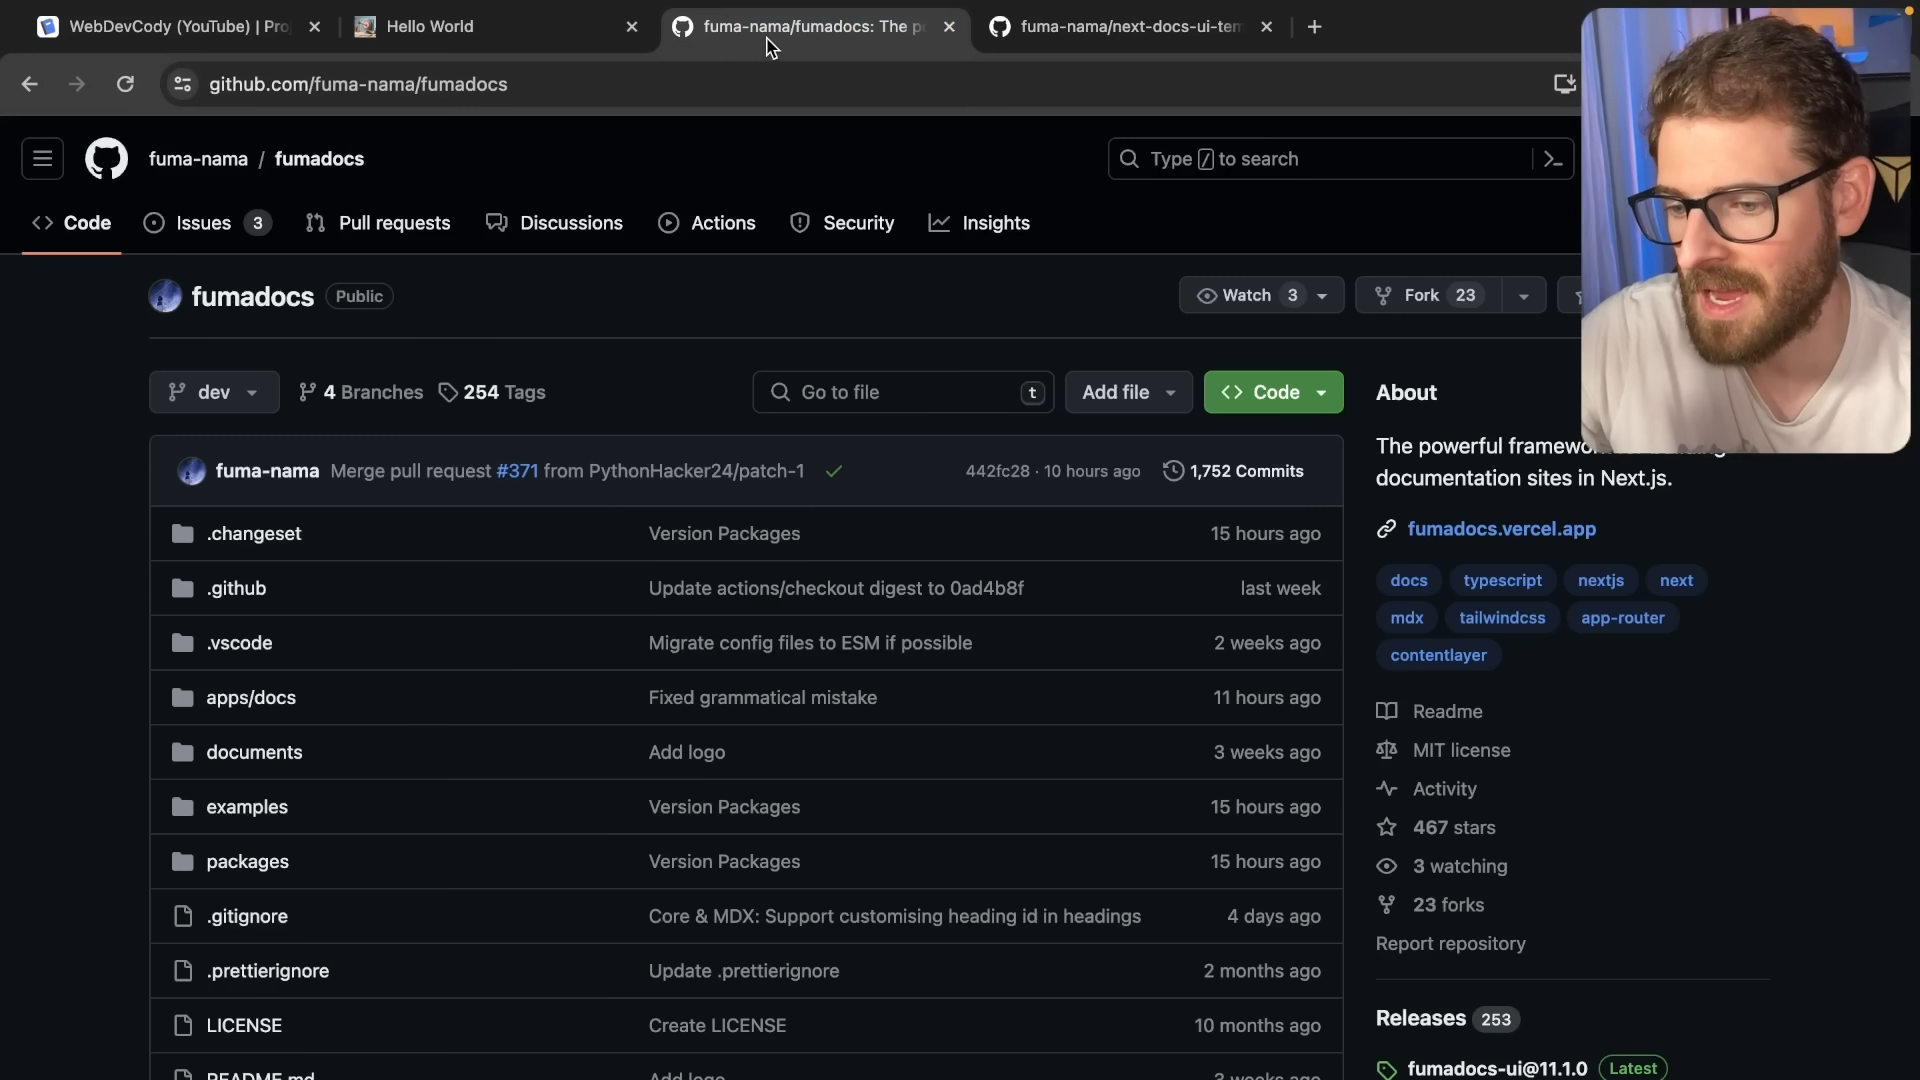 WebDevCody (YouTube) | Pro
Hello World
fuma-nama/fumadocs: The p
fuma-nama/next-docs-ui-tem
github.com/fuma-nama/fumadocs
fuma-nama / fumadocs
Type / to search
Code
Issues 3
Pull requests
Discussions
Actions
Security
Insights
fumadocs Public
Watch 3
Fork 23
dev
4 Branches
254 Tags
Go to file t
Add file
Code
fuma-nama Merge pull request #371 from PythonHacker24/patch-1
442fc28 · 10 hours ago
1,752 Commits
.changeset Version Packages 15 hours ago
.github Update actions/checkout digest to 0ad4b8f last week
.vscode Migrate config files to ESM if possible 2 weeks ago
apps/docs Fixed grammatical mistake 11 hours ago
documents Add logo 3 weeks ago
examples Version Packages 15 hours ago
packages Version Packages 15 hours ago
.gitignore Core & MDX: Support customising heading id in headings 4 days ago
.prettierignore Update .prettierignore 2 months ago
LICENSE Create LICENSE 10 months ago
README.md Add logo 3 weeks ago
About
The powerful framewo
documentation sites in Next.js.
fumadocs.vercel.app
docs typescript nextjs next
mdx tailwindcss app-router
contentlayer
Readme
MIT license
Activity
467 stars
3 watching
23 forks
Report repository
Releases 253
fumadocs-ui@11.1.0 Latest